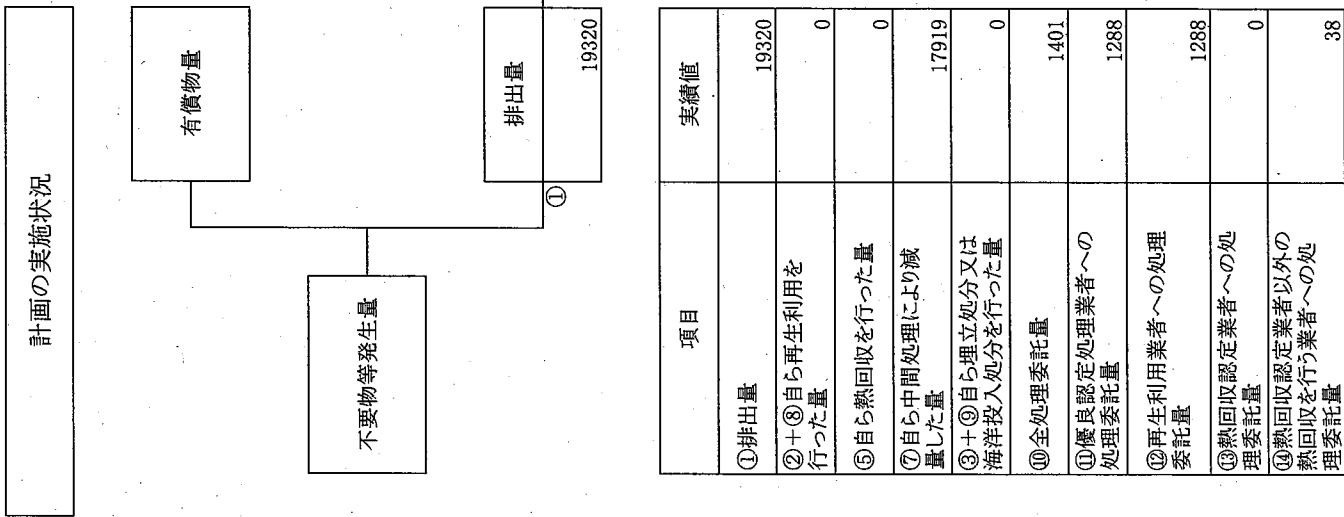 計画の実施状況
有償物量
不要物等発生量
排出量
①
19320
項目
実績値
①排出量
19320
②+⑧自ら再生利用を
行った量
0
⑤自ら熱回収を行った量
0
⑦自ら中間処理により減
量した量
17919
③+⑨自ら埋立処分又は
海洋投入処分を行った量
0
⑩全処理委託量
1401
⑪優良認定処理業者への
処理委託量
1288
⑫再生利用業者への処理
委託量
1288
⑬熱回収認定業者への処
理委託量
0
⑭熱回収認定業者以外の
熱回収を行う業者への処
理委託量
38